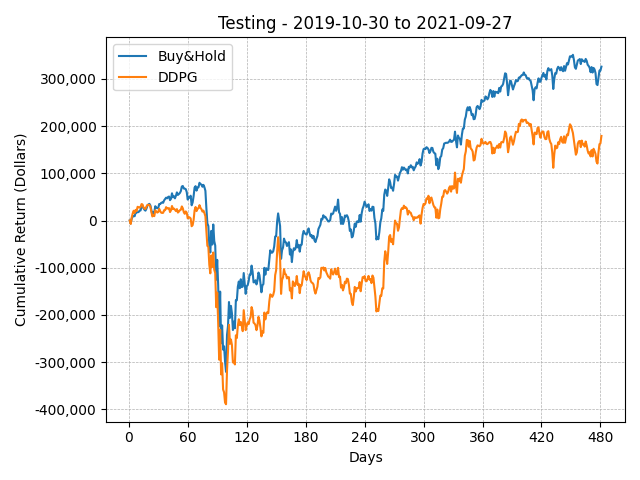 Testing - 2019-10-30 to 2021-09-27
Buy&Hold
DDPG
Cumulative Return (Dollars)
300,000
200,000
100,000
0
-100,000
-200,000
-300,000
-400,000
0 60 120 180 240 300 360 420 480
Days